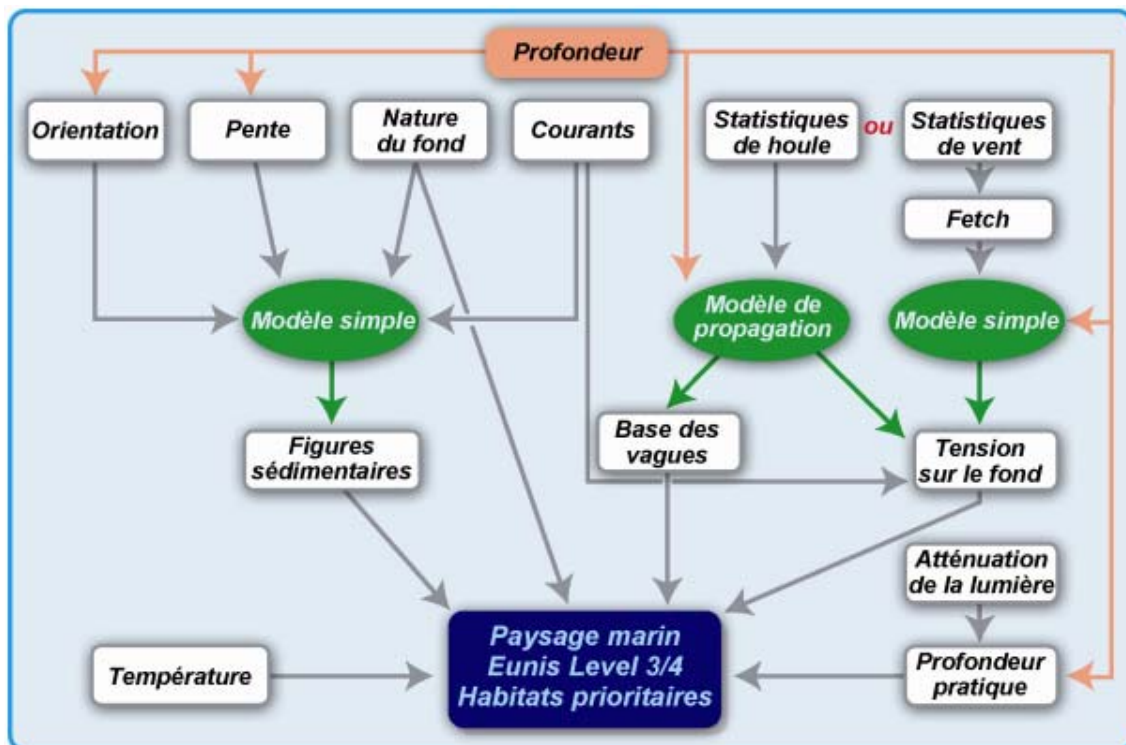 Profondeur
Orientation
Pente
Nature
du fond
Courants
Statistiques
de houle
ou
Statistiques
de vent
Fetch
Modèle simple
Modèle de
propagation
Modèle simple
Figures
sédimentaires
Base des
vagues
Tension
sur le fond
Atténuation
de la lumière
Température
Paysage marin
Eunis Level 3/4
Habitats prioritaires
Profondeur
pratique